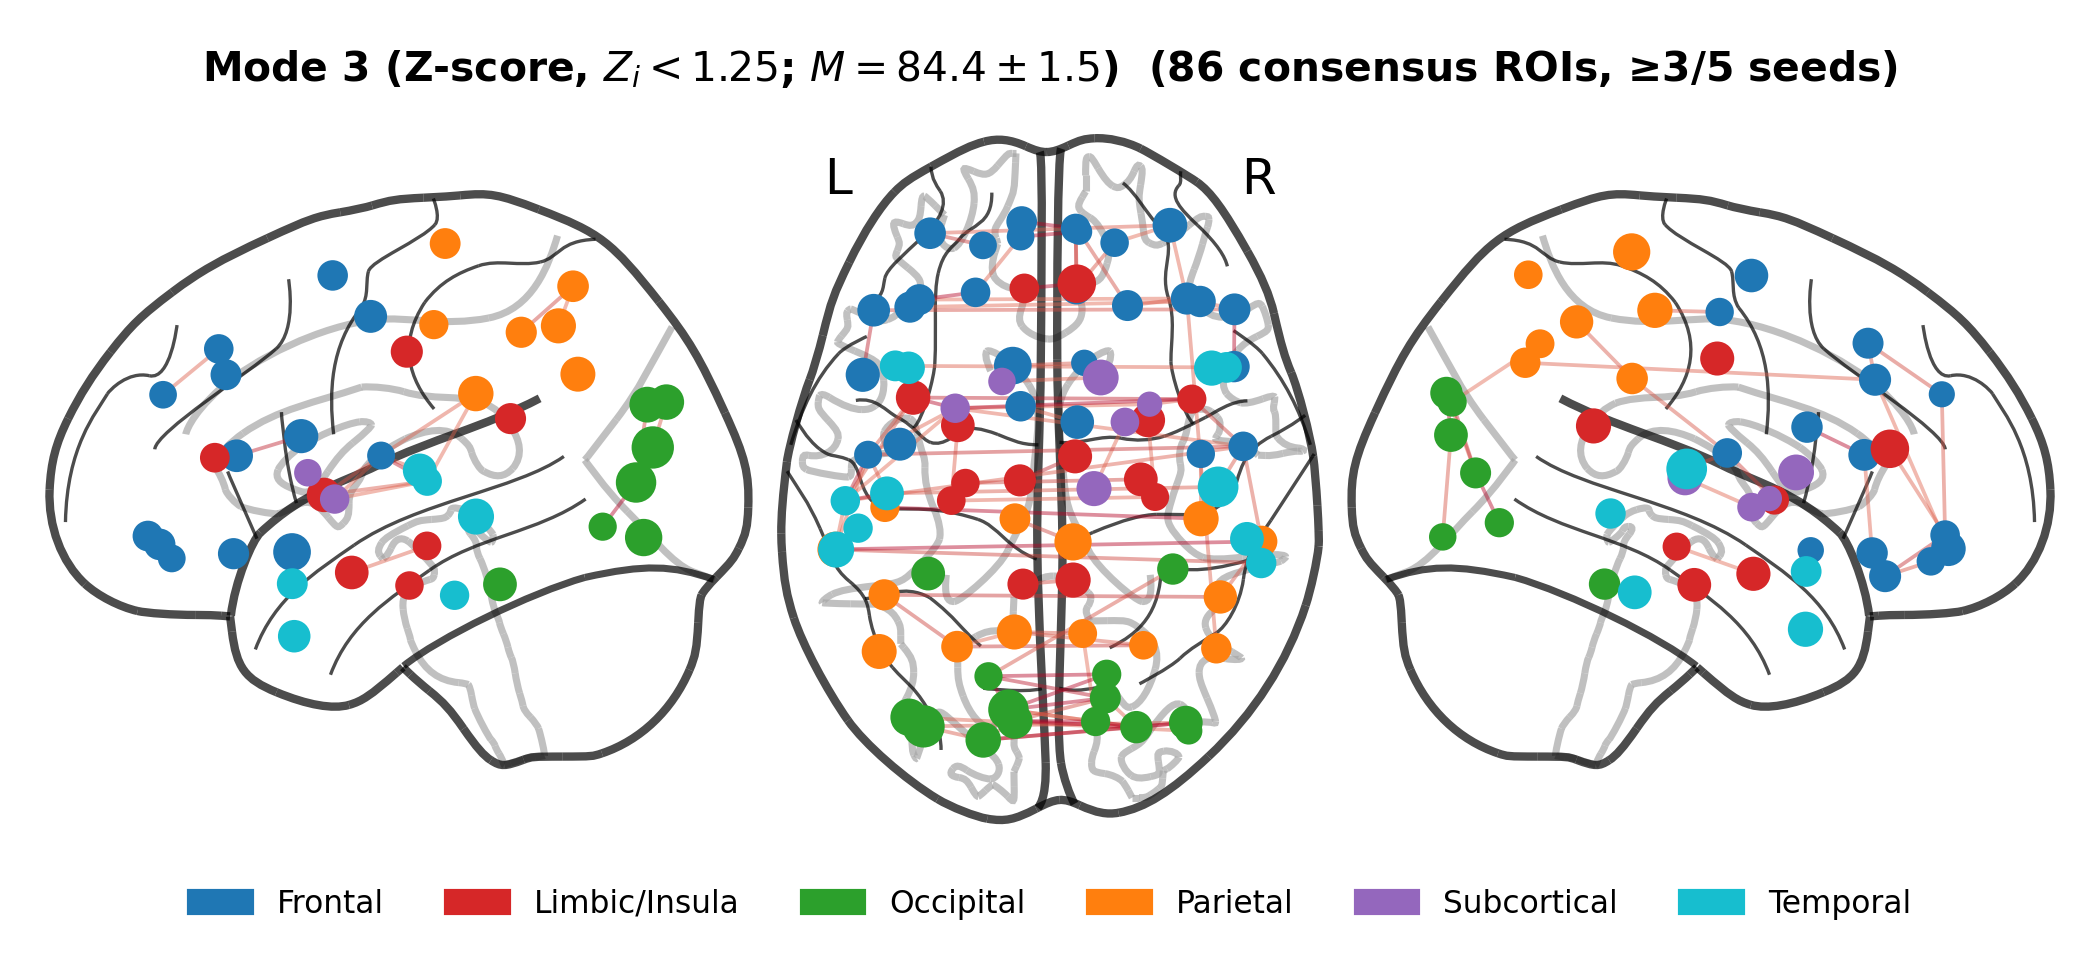 Mode 3 (Z-score, $Z_i < 1.25$; $M = 84.4 \pm 1.5$) (86 consensus ROIs, ≥3/5 seeds)
L R
Frontal Limbic/Insula Occipital Parietal Subcortical Temporal